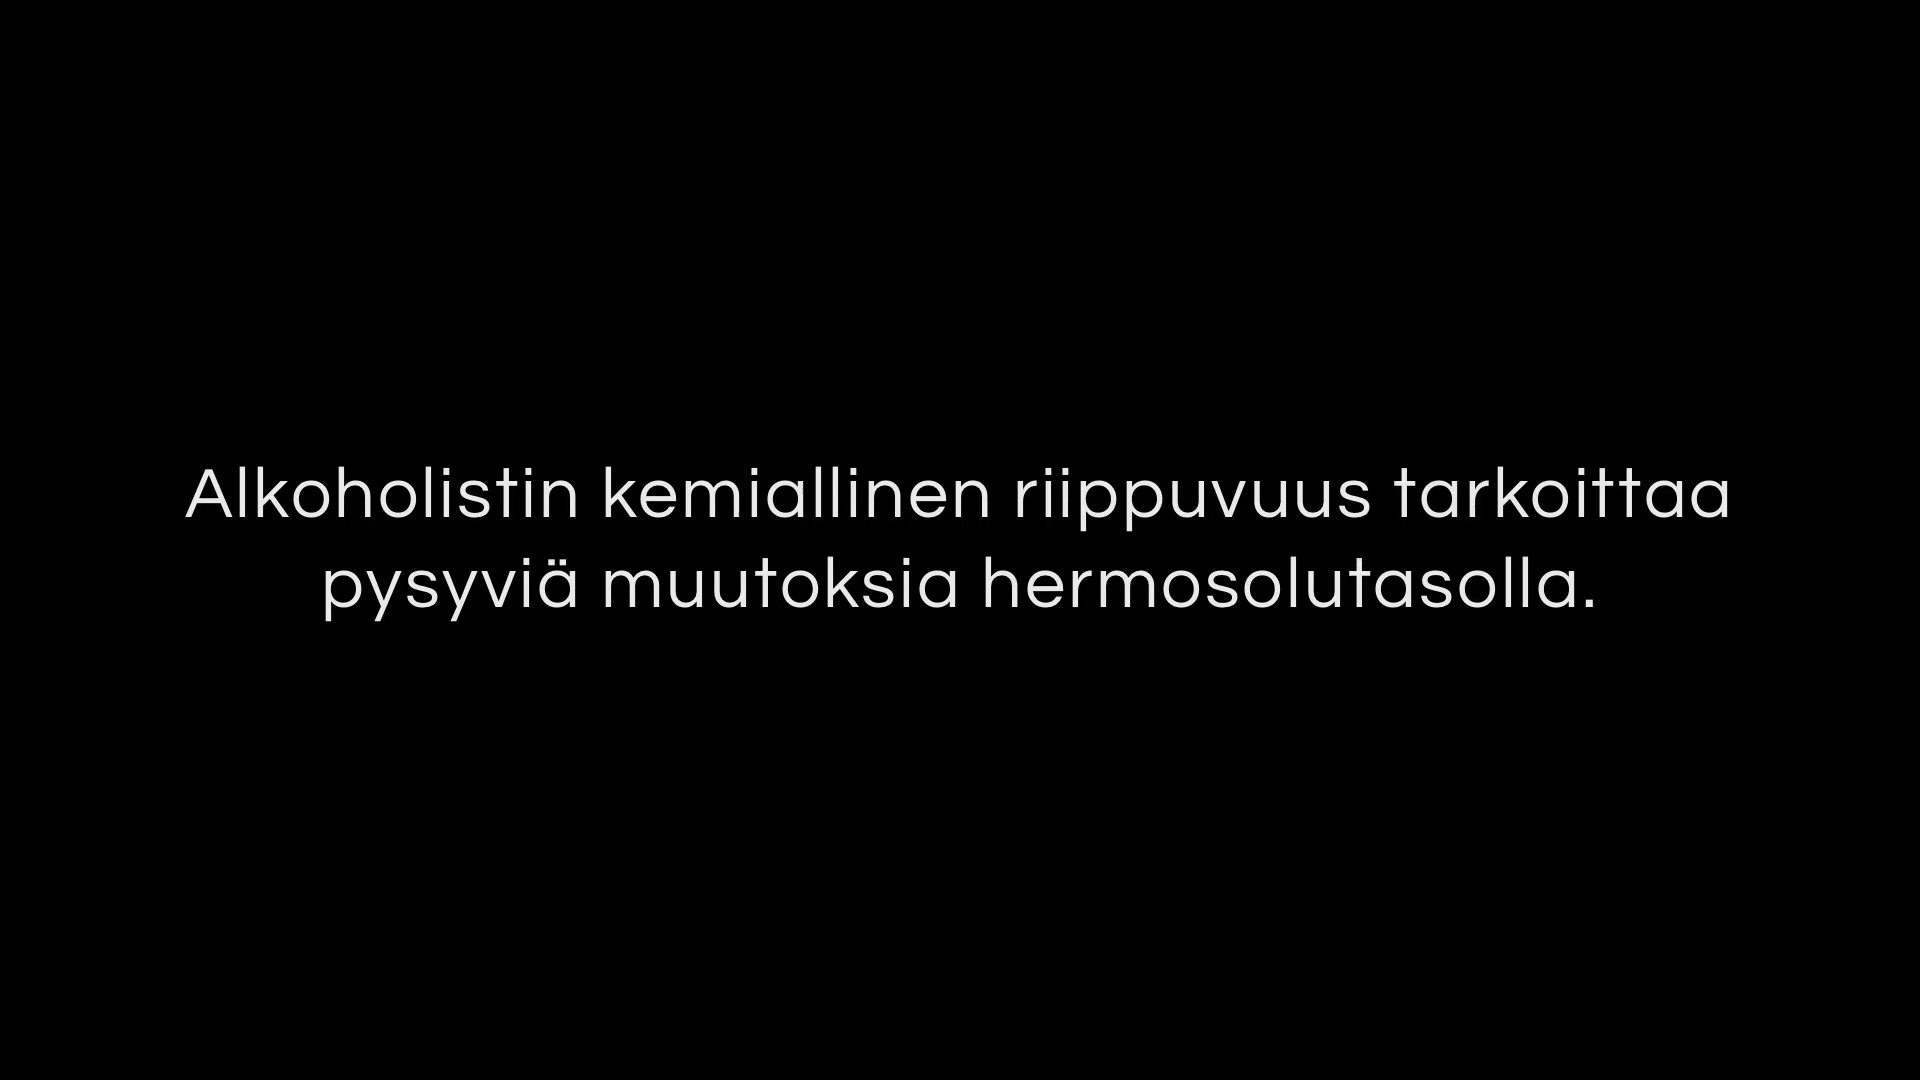 Alkoholistin kemiallinen riippuvuus tarkoittaa
pysyviä muutoksia hermosolutasolla.